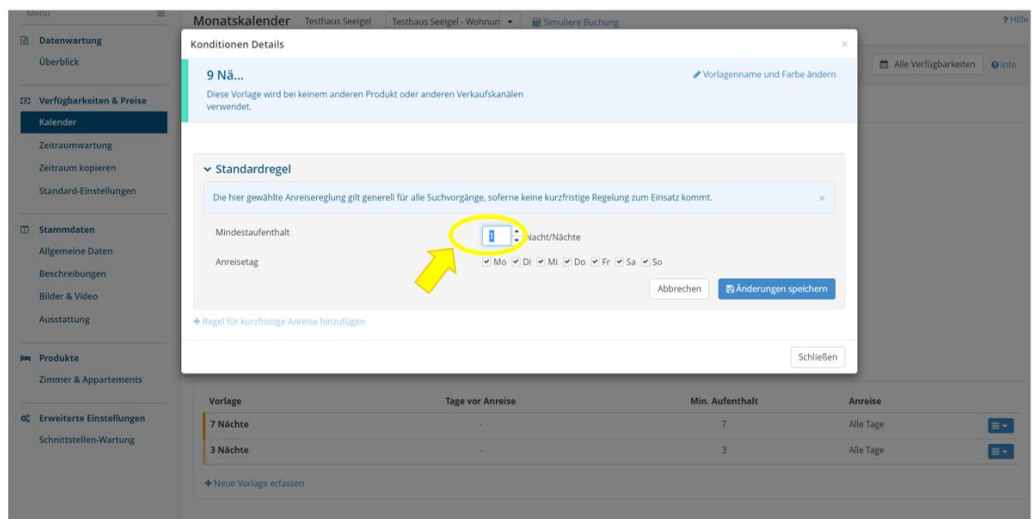 Menü
Datenwartung
Überblick
Verfügbarkeiten & Preise
Kalender
Zeitraumwartung
Zeitraum kopieren
Standard-Einstellungen
Stammdaten
Allgemeine Daten
Beschreibungen
Bilder & Video
Ausstattung
Produkte
Zimmer & Appartements
Erweiterte Einstellungen
Schnittstellen-Wartung
Monatskalender Testhaus Seeigel Testhaus Seeigel - Wohnun Simuliere Buchung ? Hilfe
Alle Verfügbarkeiten Info
Konditionen Details ×
9 Nä... Vorlagenname und Farbe ändern
Diese Vorlage wird bei keinem anderen Produkt oder anderen Verkaufskanälen
verwendet.
Standardregel
Die hier gewählte Anreisereglung gilt generell für alle Suchvorgänge, soferne keine kurzfristige Regelung zum Einsatz kommt. ×
Mindestaufenthalt 1 Nacht/Nächte
Anreisetag Mo Di Mi Do Fr Sa So
Abbrechen Änderungen speichern
+ Regel für kurzfristige Anreise hinzufügen
Schließen
Vorlage Tage vor Anreise Min. Aufenthalt Anreise
7 Nächte - 7 Alle Tage
3 Nächte - 3 Alle Tage
+ Neue Vorlage erfassen